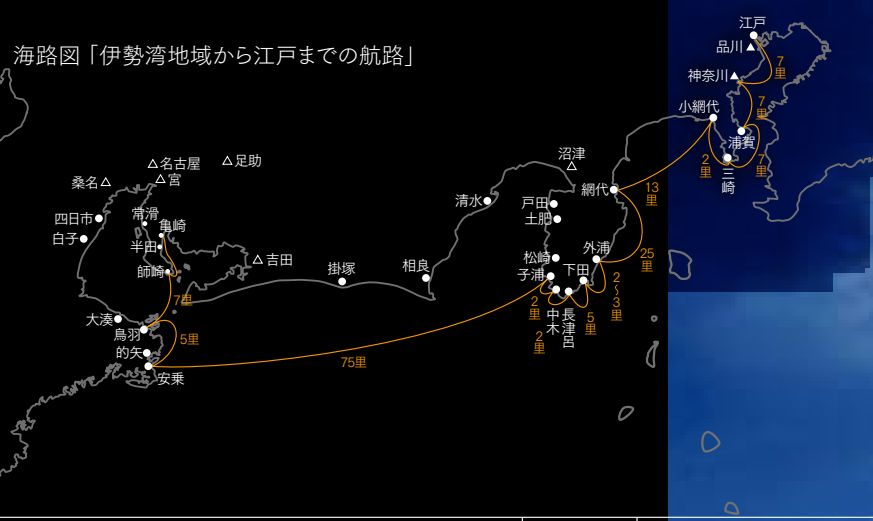 海路図「伊勢湾地域から江戸までの航路」
江戸
品川
7里
神奈川
小網代
7里
浦賀
2里
三崎
7里
沼津
網代
13里
名古屋
足助
桑名
宮
清水
戸田
土肥
四日市
常滑
亀崎
白子
半田
外浦
25里
師崎
吉田
掛塚
相良
松崎
子浦
下田
2〜3里
7里
2里
中木
長津呂
5里
2里
大湊
鳥羽
5里
的矢
75里
安乗